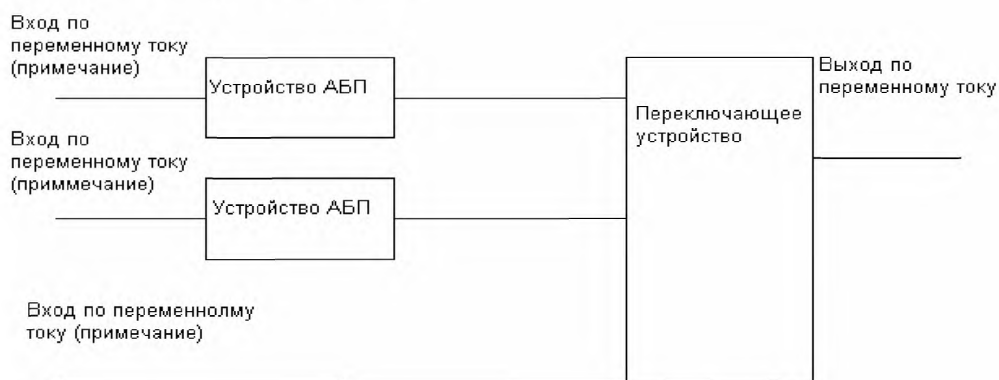 Вход по
переменному току
(примечание)
Устройство АБП
Выход по
переменному току
Переключающее
устройство
Вход по
переменному току
(приммечание)
Устройство АБП
Вход по переменнолму
току (примечание)